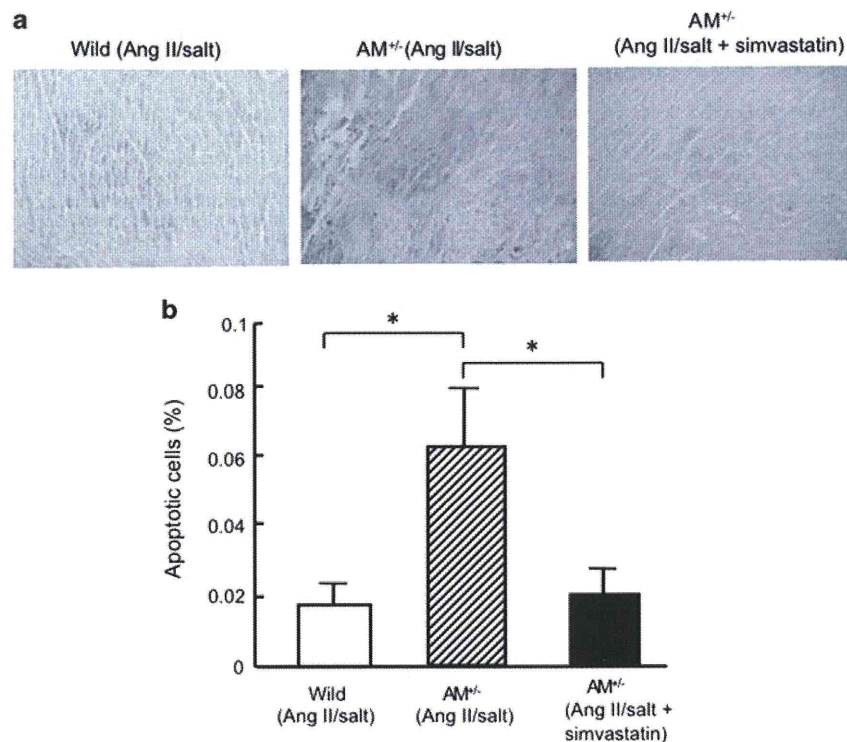 a
Wild (Ang II/salt)
AM+/- (Ang II/salt)
AM+/-
(Ang II/salt + simvastatin)
b
0.1
0.08
0.06
0.04
0.02
0
Apoptotic cells (%)
*
*
Wild
(Ang II/salt)
AM+/-
(Ang II/salt)
AM+/-
(Ang II/salt +
simvastatin)